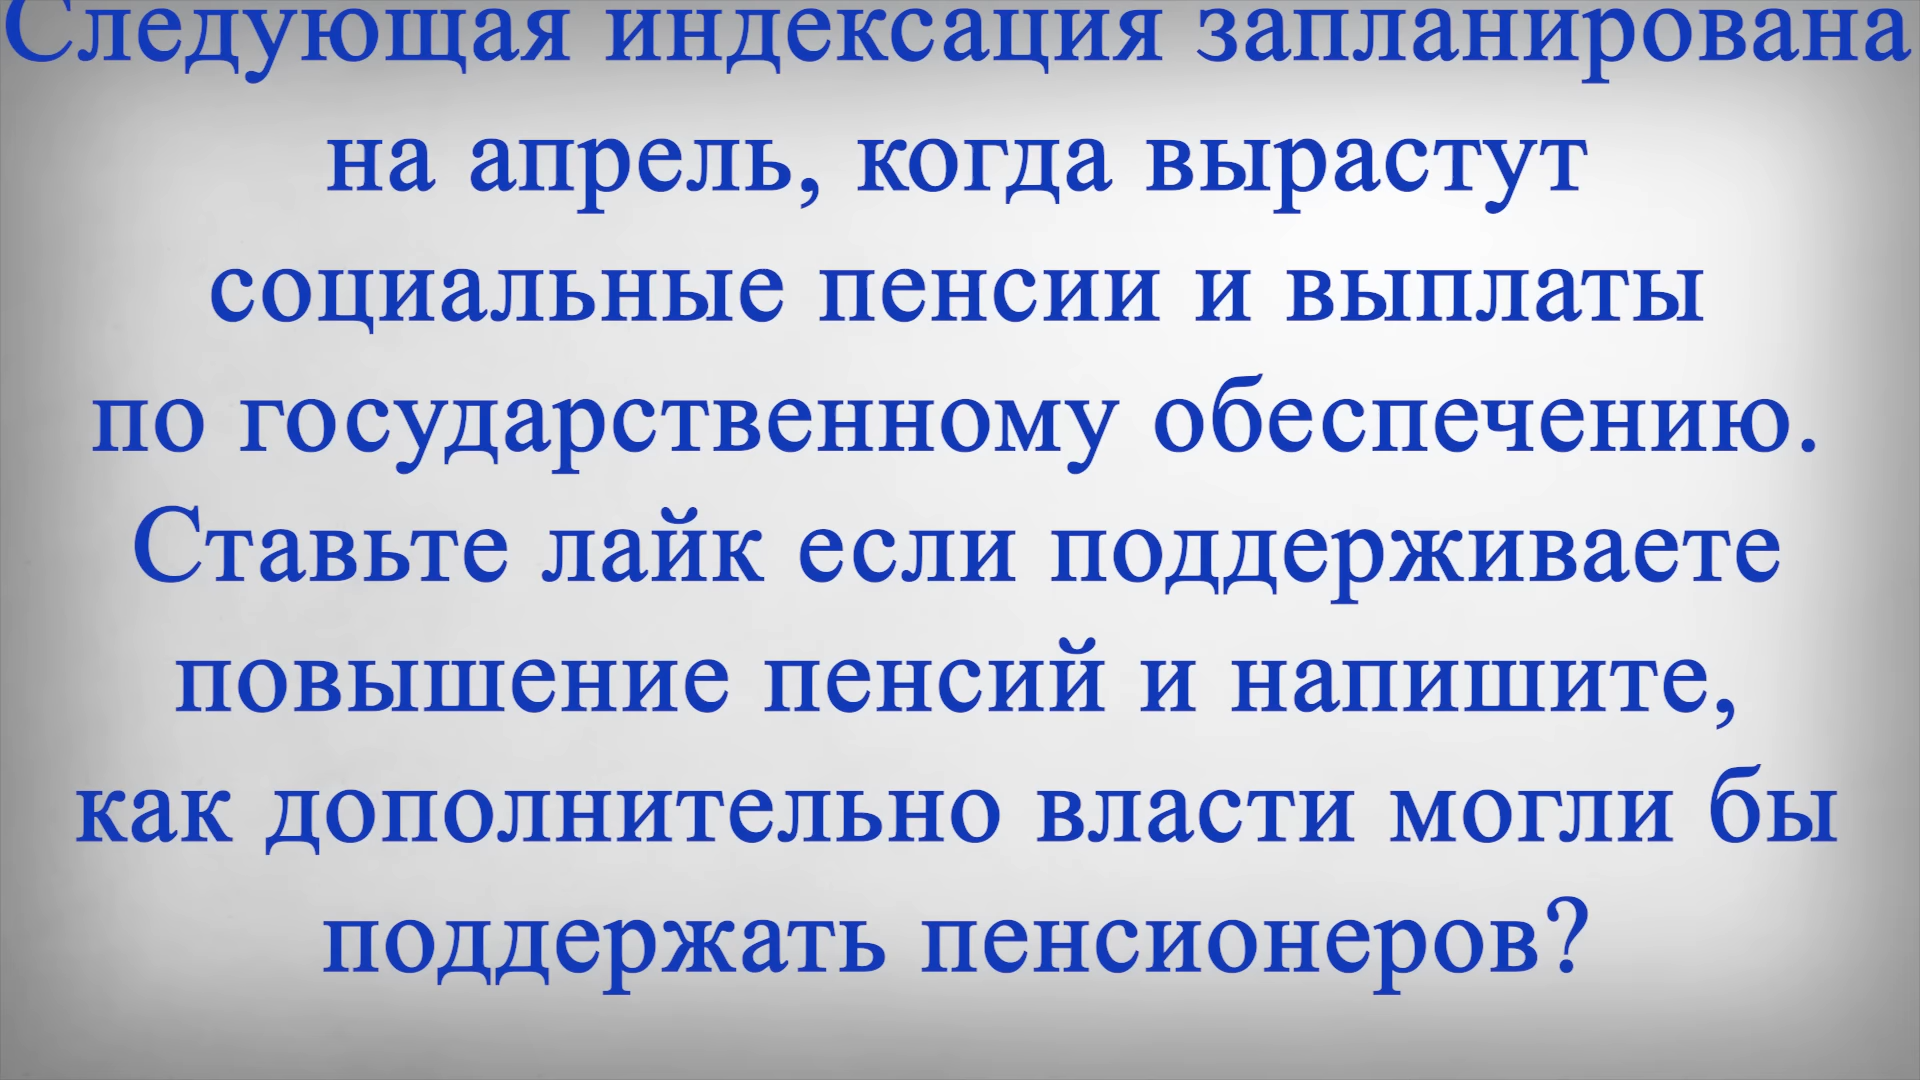 Следующая индексация запланирована
на апрель, когда вырастут
социальные пенсии и выплаты
по государственному обеспечению.
Ставьте лайк если поддерживаете
повышение пенсий и напишите,
как дополнительно власти могли бы
поддержать пенсионеров?